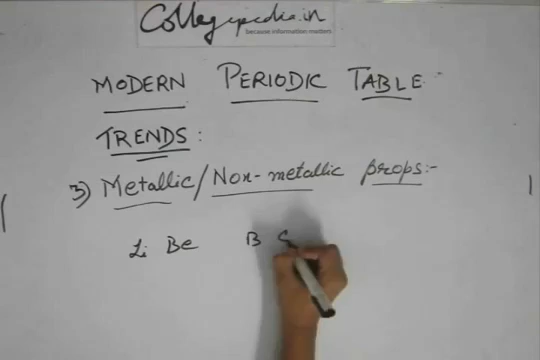 Collegepedia.in
because information matters
MODERN PERIODIC TABLE
TRENDS:
3) Metallic/Non-metallic props:-
Li Be B C